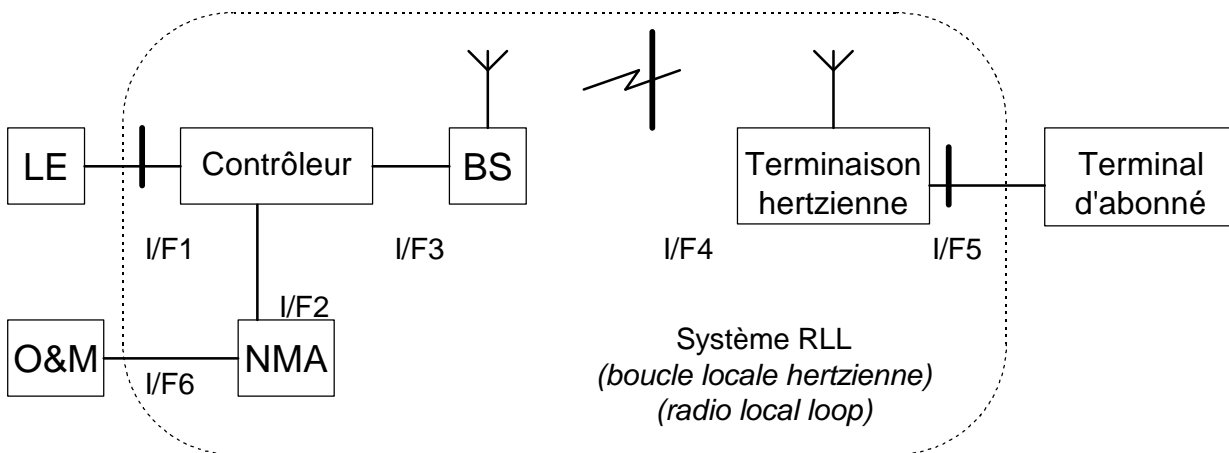 LE
Contrôleur
BS
Terminaison
hertzienne
Terminal
d'abonné
I/F1
I/F3
I/F4
I/F5
I/F2
O&M
NMA
I/F6
Système RLL
(boucle locale hertzienne)
(radio local loop)